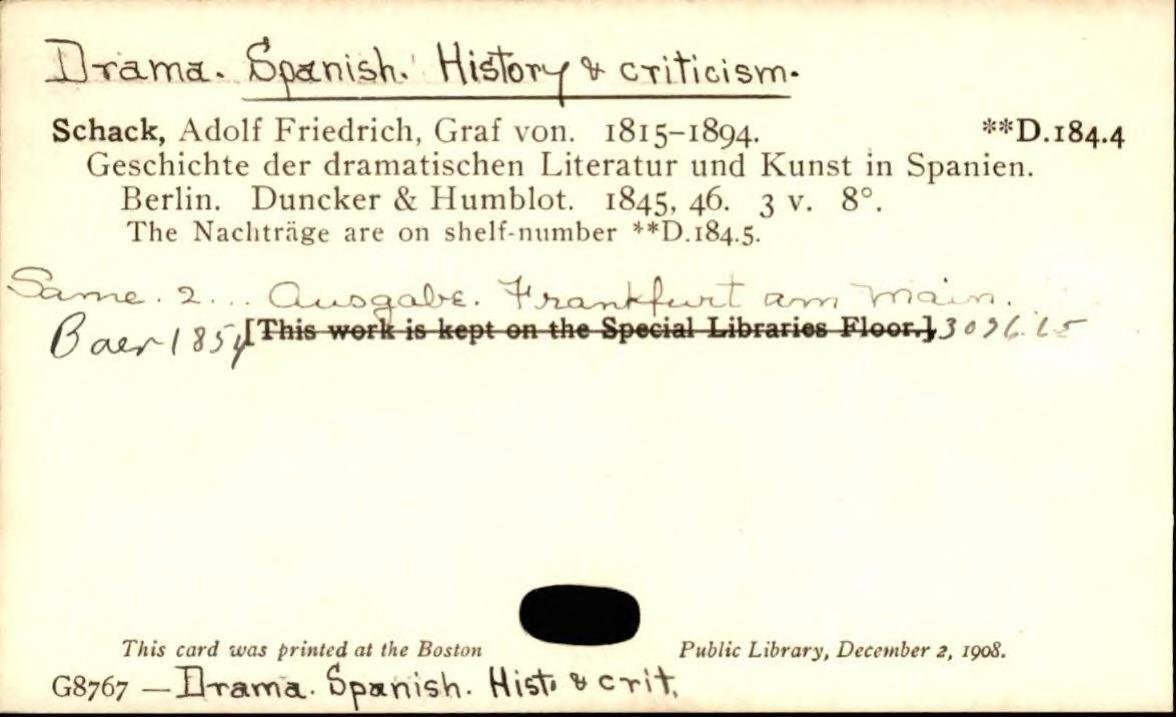 Drama. Spanish. History & criticism.
Schack, Adolf Friedrich, Graf von. 1815-1894. **D.184.4
Geschichte der dramatischen Literatur und Kunst in Spanien.
Berlin. Duncker & Humblot. 1845, 46. 3 v. 8°.
The Nachträge are on shelf-number **D.184.5.
Same. 2... Ausgabe. Frankfurt am Main.
Baer 1854 [This work is kept on the Special Libraries Floor.]
This card was printed at the Boston Public Library, December 2, 1908.
G8767 — Drama. Spanish. Hist. & crit.